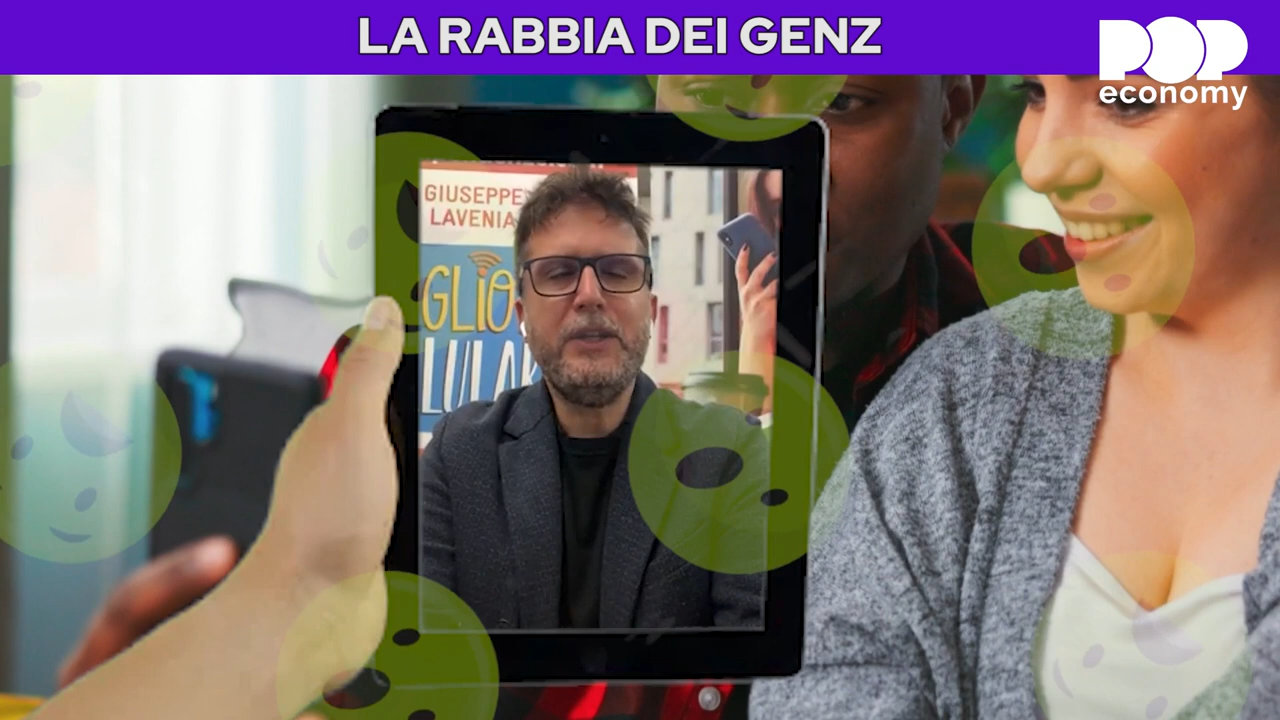 LA RABBIA DEI GENZ
POP
economy
GIUSEPPE
LAVENIA